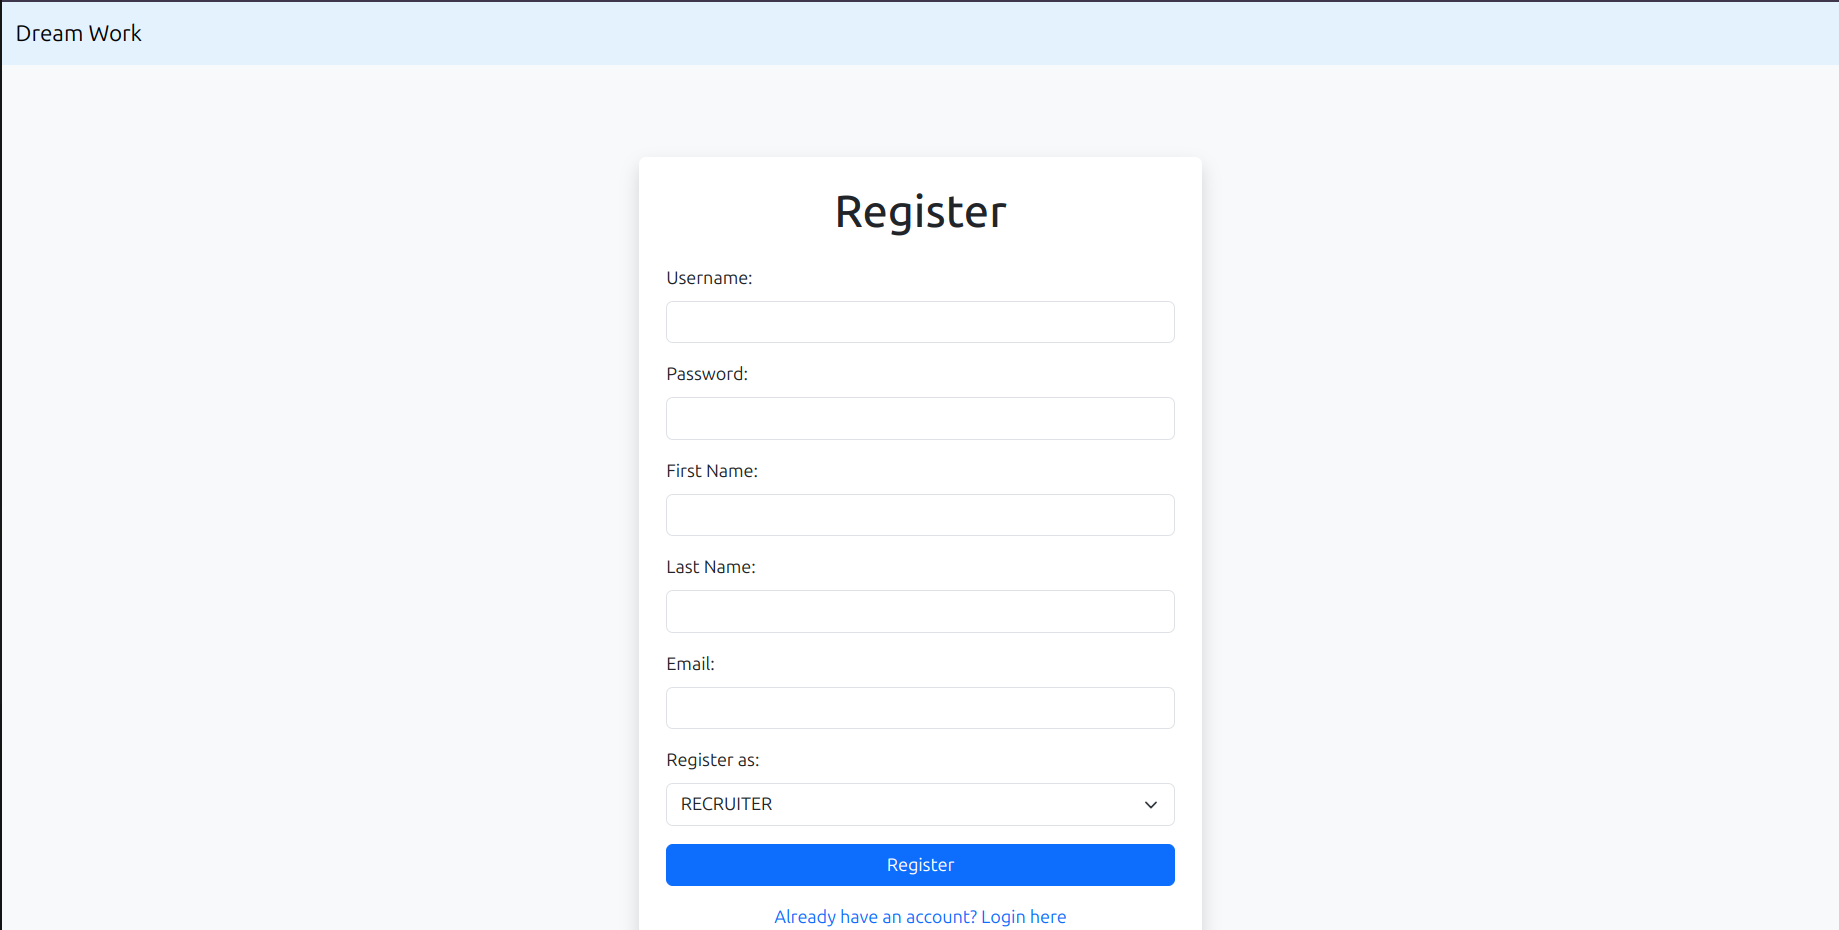 Dream Work
Register
Username:
Password:
First Name:
Last Name:
Email:
Register as:
RECRUITER
Register
Already have an account? Login here